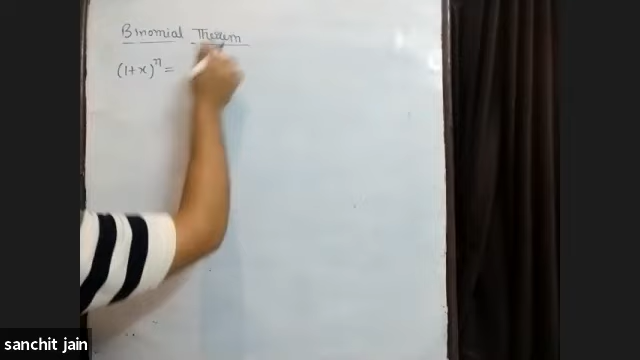 Binomial Theorem
(1+x)^n =
sanchit jain